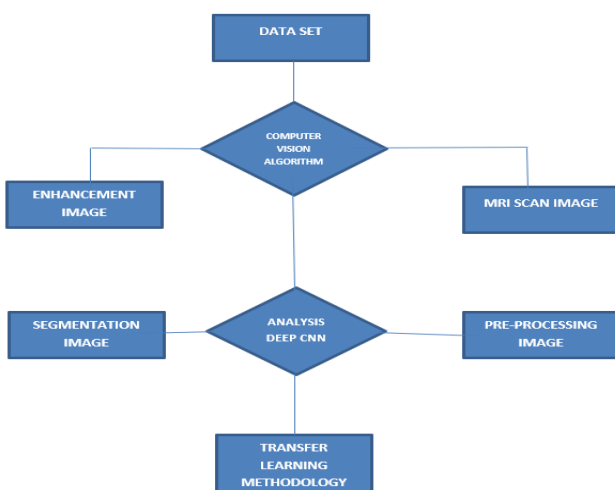 DATA SET
COMPUTER
VISION
ALGORITHM
ENHANCEMENT
IMAGE
MRI SCAN IMAGE
SEGMENTATION
IMAGE
ANALYSIS
DEEP CNN
PRE-PROCESSING
IMAGE
TRANSFER
LEARNING
METHODOLOGY